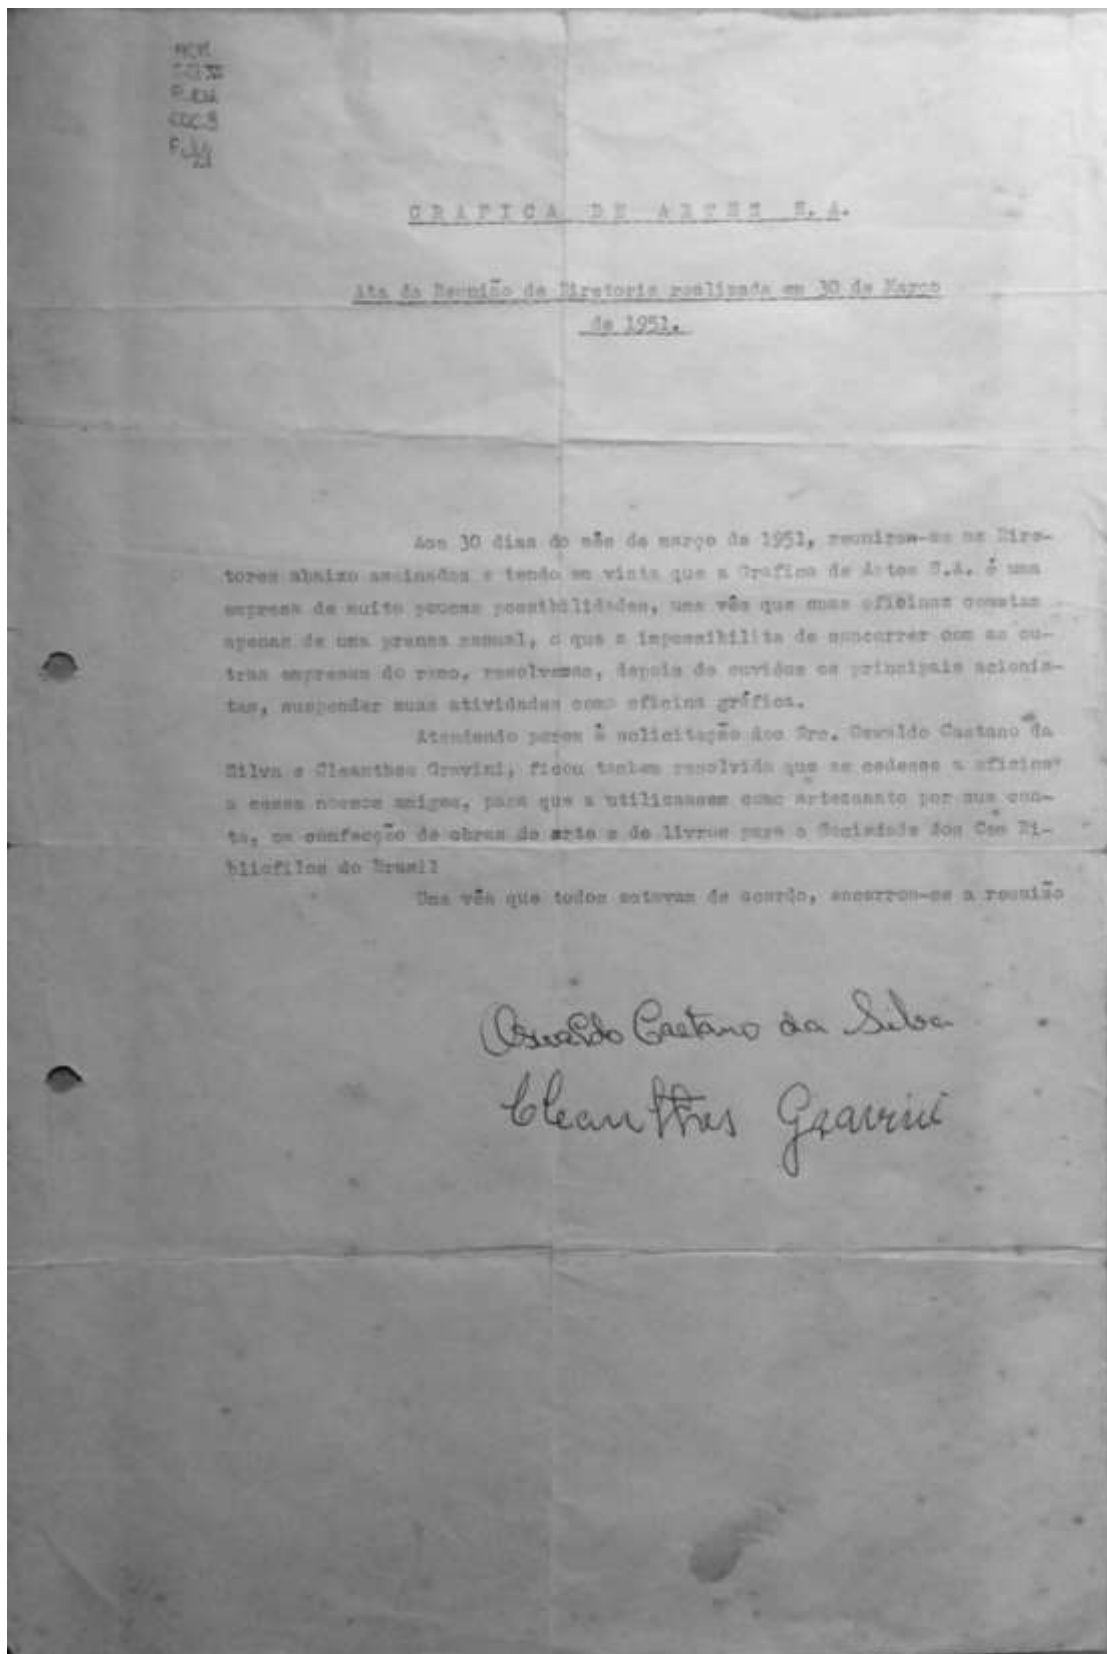 GRAFICA DE ARTES S.A.
Ata da Reunião de Diretoria realizada em 30 de Março
de 1951.
Aos 30 dias do mês de março de 1951, reuniram-se os Dire-
tores abaixo assinados e tendo em vista que a Grafica de Artes S.A. é uma
empresa de muito poucas possibilidades, uma vês que suas oficinas constam
apenas de uma prensa manual, o que a impossibilita de concorrer com as ou-
tras empresas do ramo, resolveram, depois de ouvidos os principais acionis-
tas, suspender suas atividades como oficina gráfica.
Atendendo porem à solicitação dos Srs. Oswaldo Caetano da
Silva e Cleanthes Gravini, ficou tambem resolvido que se cedesse a oficina
a esses nossos amigos, para que a utilizassem como artesanato por sua con-
ta, na confecção de obras de arte e de livros para a Sociedade dos Cem Bi-
bliofilos do Brasil
Uma vês que todos estavam de acordo, encerrou-se a reunião
Oswaldo Caetano da Silva
Cleanthes Gravini